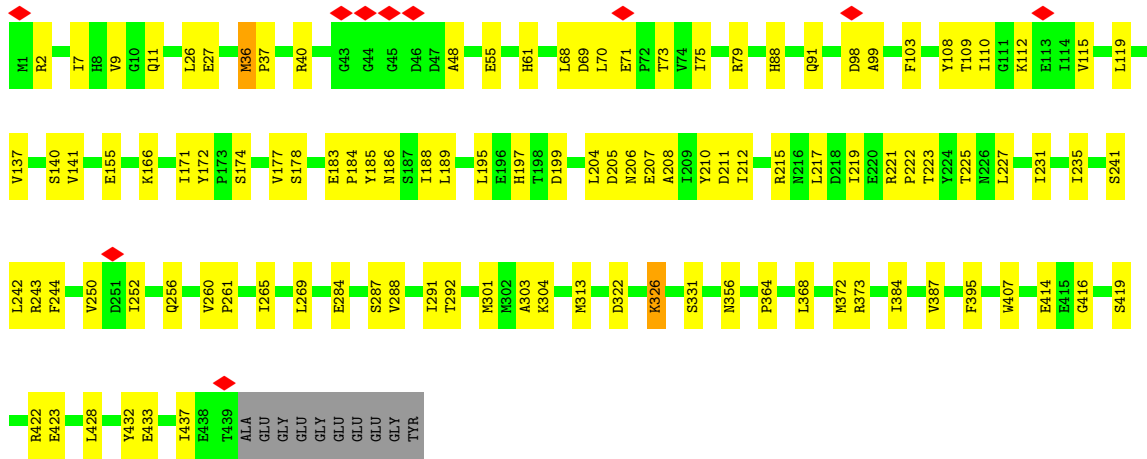 M1 R2 I7 H8 V9 G10 Q11 L26 E27 M36 P37 R40 G43 G44 G45 D46 D47 A48 E55 H61 L68 D69 L70 E71 P72 T73 V74 I75 R79 H88 Q91 D98 A99 F103 Y108 T109 I110 G111 K112 E113 I114 V115 L119
V137 S140 V141 E155 K166 I171 Y172 P173 S174 V177 S178 E183 P184 Y185 N186 S187 I188 L189 L195 E196 H197 T198 D199 L204 D205 N206 E207 A208 I209 Y210 D211 I212 R215 N216 L217 D218 I219 E220 R221 P222 T223 Y224 T225 N226 L227 I231 I235 S241
L242 R243 F244 V250 D251 I252 Q256 V260 P261 I265 L269 E284 S287 V288 I291 T292 M301 M302 A303 K304 M313 D322 K326 S331 N356 P364 L368 M372 R373 I384 V387 F395 W407 E414 E415 G416 S419
R422 E423 L428 Y432 E433 I437 E438 T439 ALA GLU GLY GLU GLY GLU GLU GLU GLY TYR